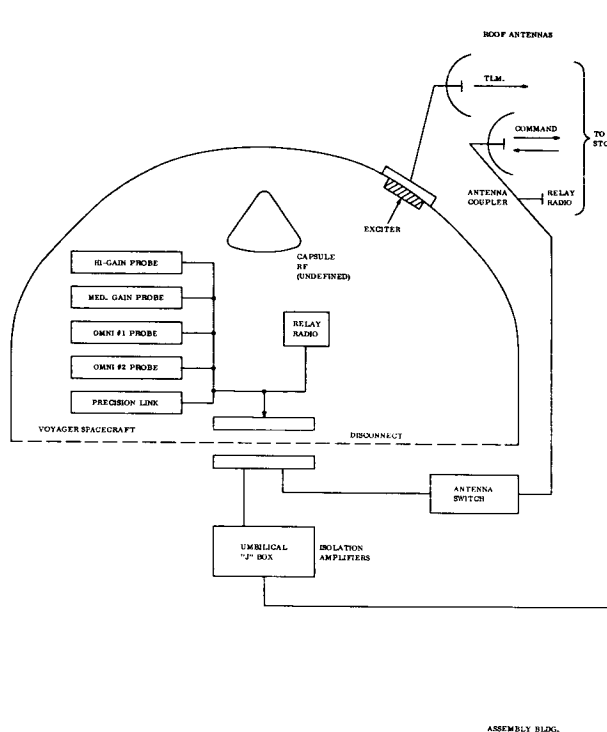 ROOF ANTENNAS
TLM.
COMMAND
TO
ANTENNA
COUPLER
RELAY
RADIO
EXCITER
CAPSULE
RF
(UNDEFINED)
HI-GAIN PROBE
MED. GAIN PROBE
OMNI #1 PROBE
OMNI #2 PROBE
PRECISION LINK
RELAY
RADIO
VOYAGER SPACECRAFT
DISCONNECT
ANTENNA
SWITCH
UMBILICAL
"J" BOX
ISOLATION
AMPLIFIERS
ASSEMBLY BLDG.